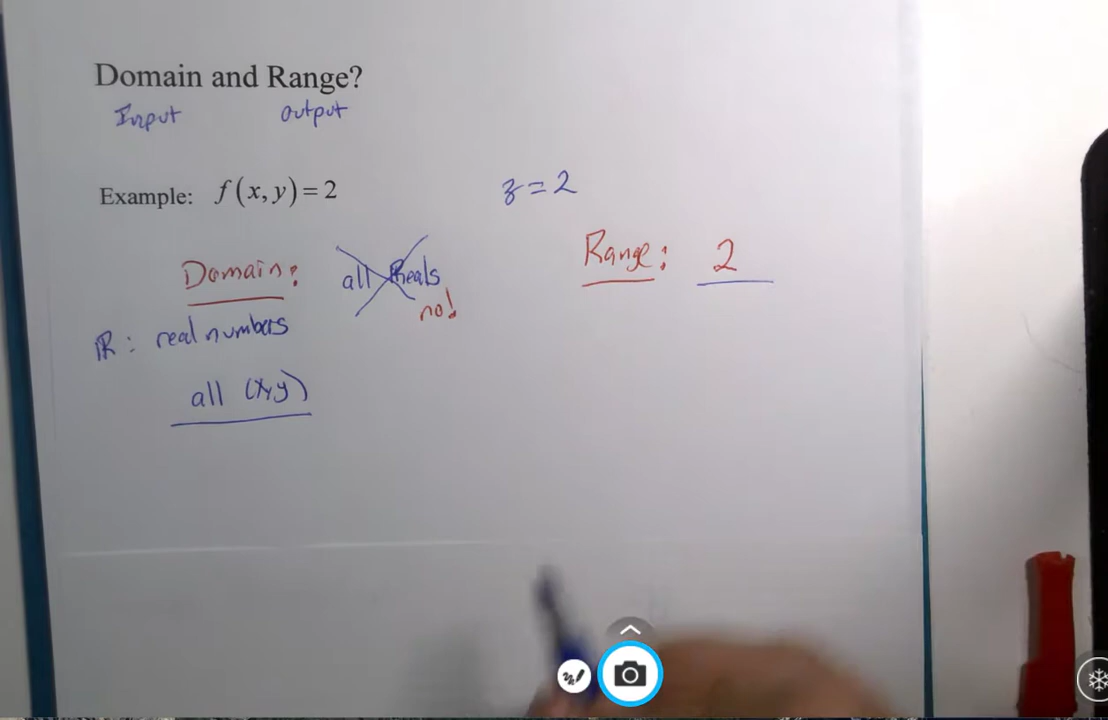 Domain and Range?
Input Output
Example: f(x, y) = 2 z = 2
Domain: all Reals Range: 2
no!
ℝ: real numbers
all (x,y)